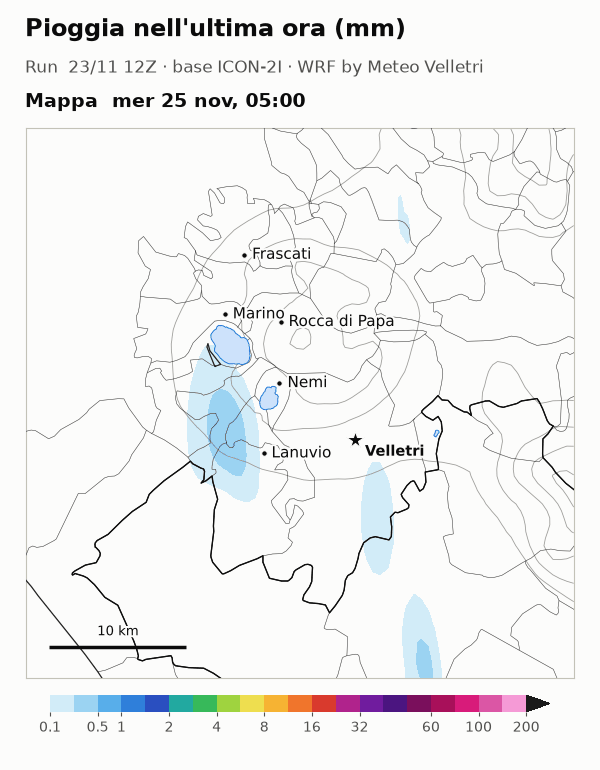 Pioggia nell'ultima ora (mm)
Run  23/11 12Z · base ICON-2I · WRF by Meteo Velletri
Mappa  mer 25 nov, 05:00
Frascati
Marino
Rocca di Papa
Nemi
Velletri
Lanuvio
10 km
0.1 0.5 1 2 4 8 16 32 60 100 200